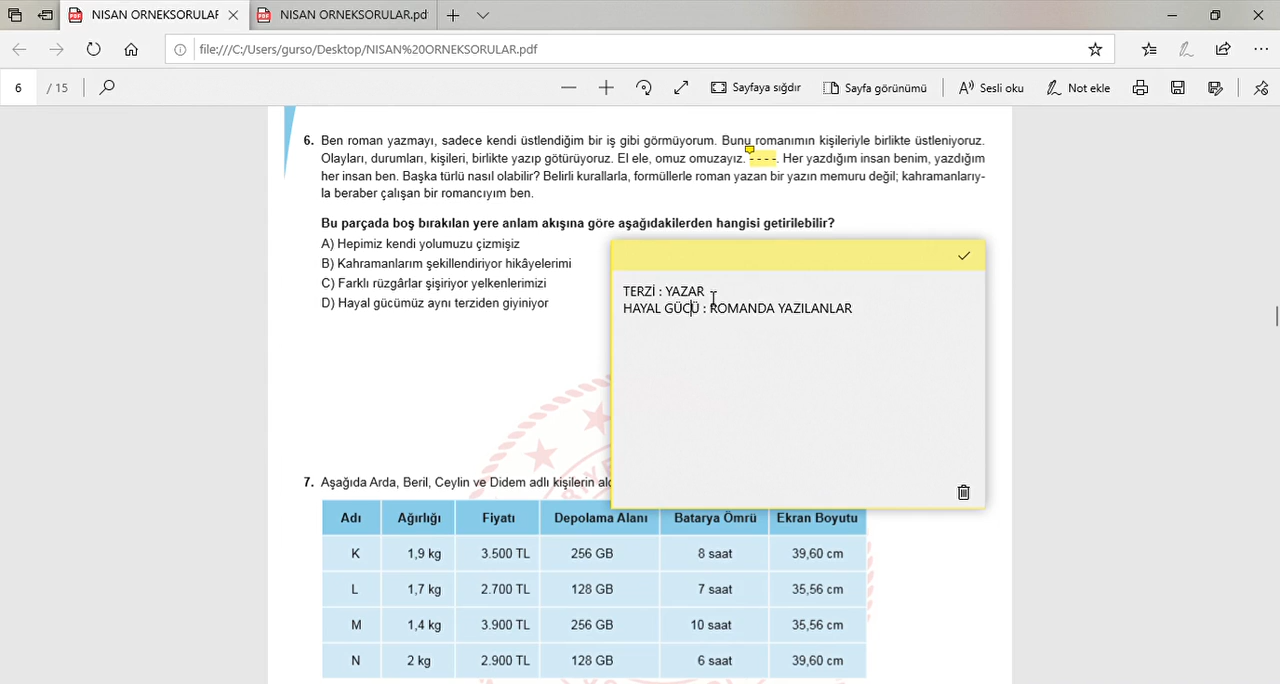 NISAN ORNEKSORULAR
NISAN ORNEKSORULAR.pd
file:///C:/Users/gurso/Desktop/NISAN%20ORNEKSORULAR.pdf
6 / 15
Sayfaya sığdır
Sayfa görünümü
Sesli oku
Not ekle
6. Ben roman yazmayı, sadece kendi üstlendiğim bir iş gibi görmüyorum. Bunu romanımın kişileriyle birlikte üstleniyoruz.
Olayları, durumları, kişileri, birlikte yazıp götürüyoruz. El ele, omuz omuzayız. - - - -. Her yazdığım insan benim, yazdığım
her insan ben. Başka türlü nasıl olabilir? Belirli kurallarla, formüllerle roman yazan bir yazın memuru değil; kahramanlarıy-
la beraber çalışan bir romancıyım ben.
Bu parçada boş bırakılan yere anlam akışına göre aşağıdakilerden hangisi getirilebilir?
A) Hepimiz kendi yolumuzu çizmişiz
B) Kahramanlarım şekillendiriyor hikâyelerimi
C) Farklı rüzgârlar şişiriyor yelkenlerimizi
D) Hayal gücümüz aynı terziden giyiniyor
TERZİ : YAZAR
HAYAL GÜCÜ : ROMANDA YAZILANLAR
7. Aşağıda Arda, Beril, Ceylin ve Didem adlı kişilerin
Adı Ağırlığı Fiyatı Depolama Alanı Batarya Ömrü Ekran Boyutu
K 1,9 kg 3.500 TL 256 GB 8 saat 39,60 cm
L 1,7 kg 2.700 TL 128 GB 7 saat 35,56 cm
M 1,4 kg 3.900 TL 256 GB 10 saat 35,56 cm
N 2 kg 2.900 TL 128 GB 6 saat 39,60 cm